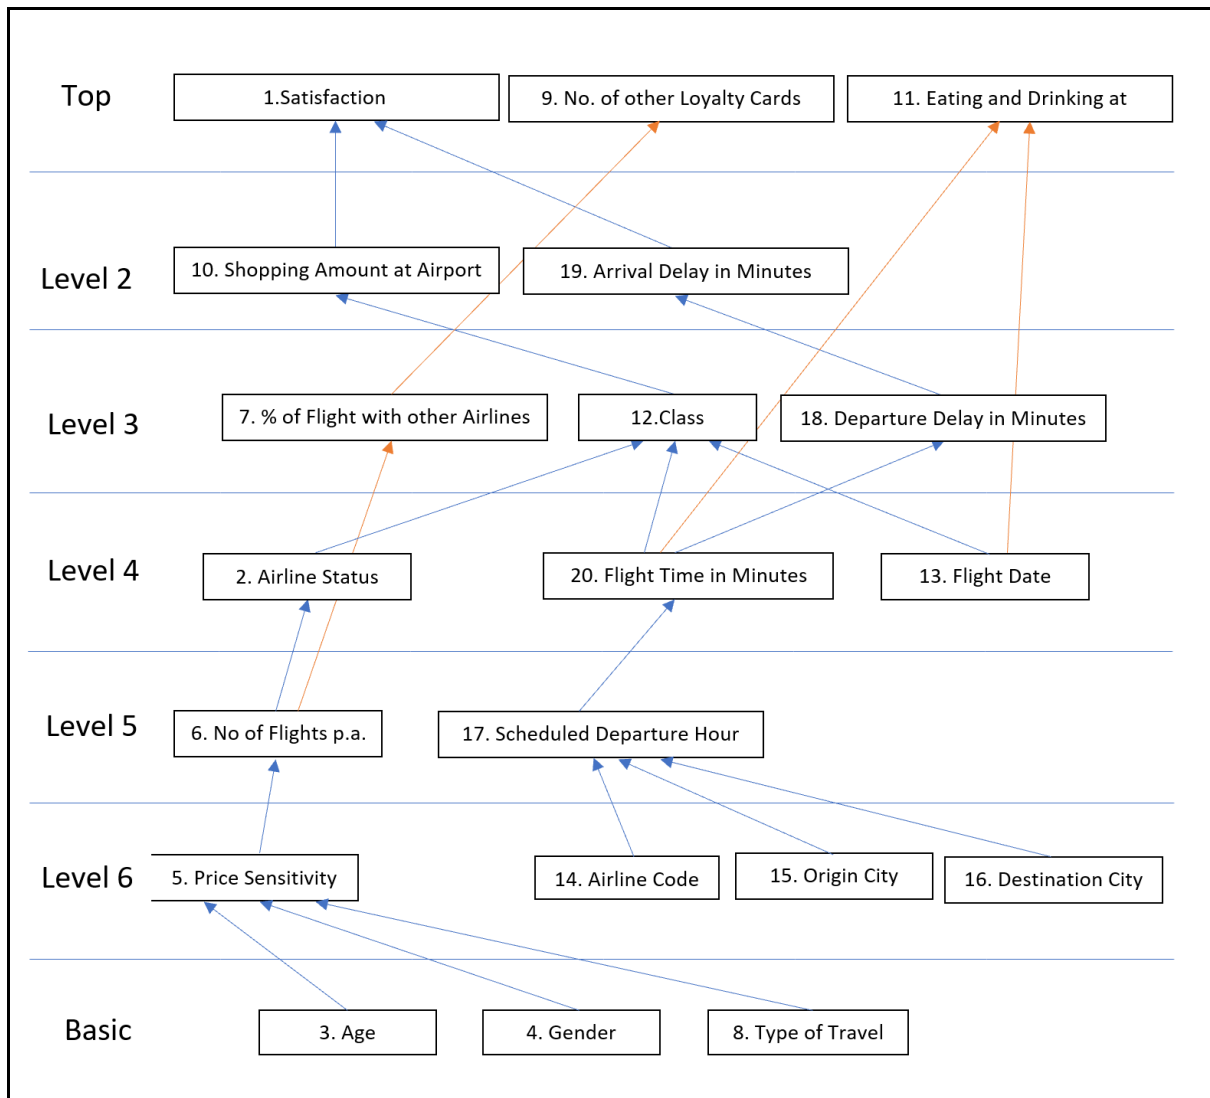 Top
1.Satisfaction
9. No. of other Loyalty Cards
11. Eating and Drinking at
Level 2
10. Shopping Amount at Airport
19. Arrival Delay in Minutes
Level 3
7. % of Flight with other Airlines
12.Class
18. Departure Delay in Minutes
Level 4
2. Airline Status
20. Flight Time in Minutes
13. Flight Date
Level 5
6. No of Flights p.a.
17. Scheduled Departure Hour
Level 6
5. Price Sensitivity
14. Airline Code
15. Origin City
16. Destination City
Basic
3. Age
4. Gender
8. Type of Travel